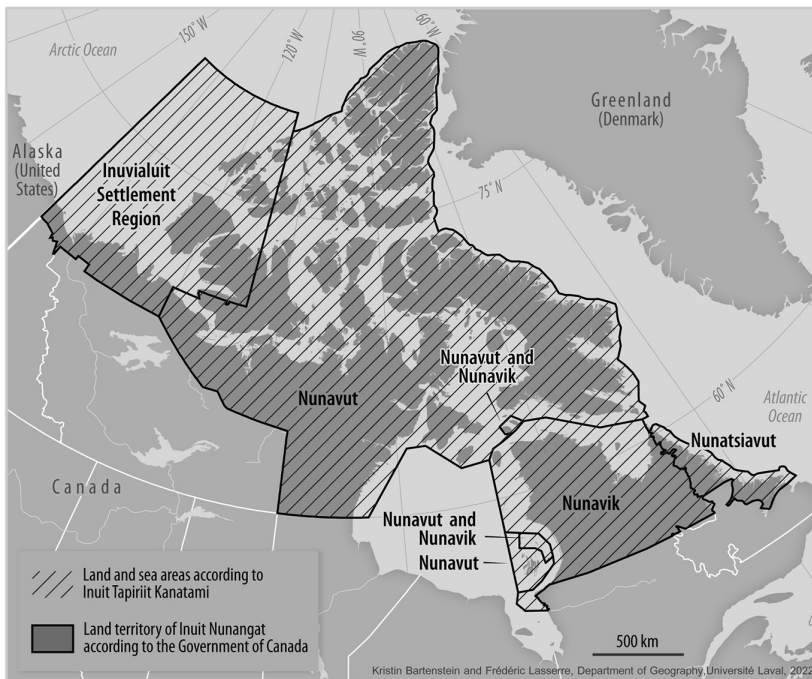 Arctic Ocean
150° W
120° W
90° W
60° W
Greenland
(Denmark)
Alaska
(United
States)
Inuvialuit
Settlement
Region
75° N
Nunavut and
Nunavik
Nunavut
60° N
Atlantic
Ocean
Nunatsiavut
Canada
Nunavik
Nunavut and
Nunavik
Nunavut
Land and sea areas according to
Inuit Tapiriit Kanatami
Land territory of Inuit Nunangat
according to the Government of Canada
500 km
Kristin Bartenstein and Frédéric Lasserre, Department of Geography,Université Laval, 2022